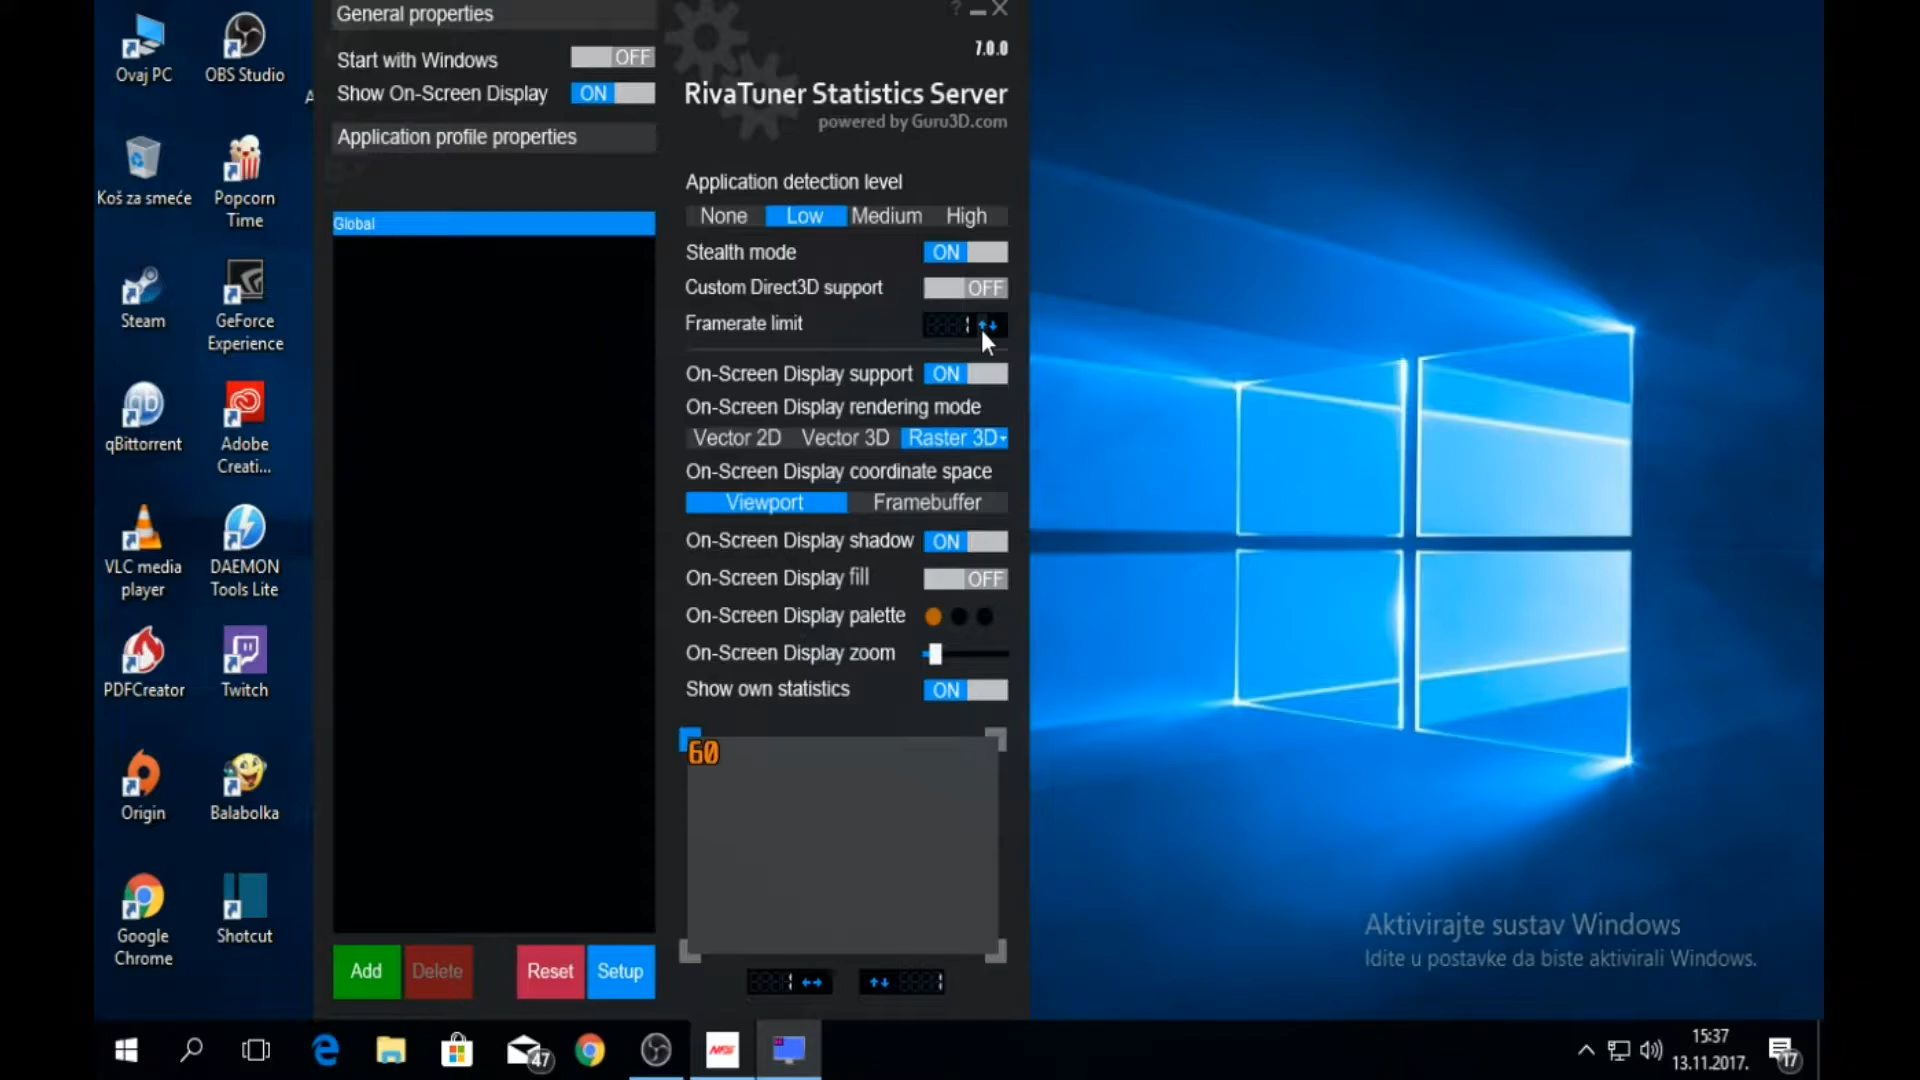 Ovaj PC
OBS Studio
Koš za smeće
Popcorn
Time
Steam
GeForce
Experience
qBittorrent
Adobe
Creati...
VLC media
player
DAEMON
Tools Lite
PDFCreator
Twitch
Origin
Balabolka
Google
Chrome
Shotcut
A
General properties
Start with Windows OFF
Show On-Screen Display ON
Application profile properties
Global
Add
Delete
Reset
Setup
?
7.0.0
RivaTuner Statistics Server
powered by Guru3D.com
Application detection level
None Low Medium High
Stealth mode ON
Custom Direct3D support OFF
Framerate limit 1
On-Screen Display support ON
On-Screen Display rendering mode
Vector 2D Vector 3D Raster 3D
On-Screen Display coordinate space
Viewport Framebuffer
On-Screen Display shadow ON
On-Screen Display fill OFF
On-Screen Display palette
On-Screen Display zoom
Show own statistics ON
60
1
1
Aktivirajte sustav Windows
Idite u postavke da biste aktivirali Windows.
47
NFS
15:37
13.11.2017.
17